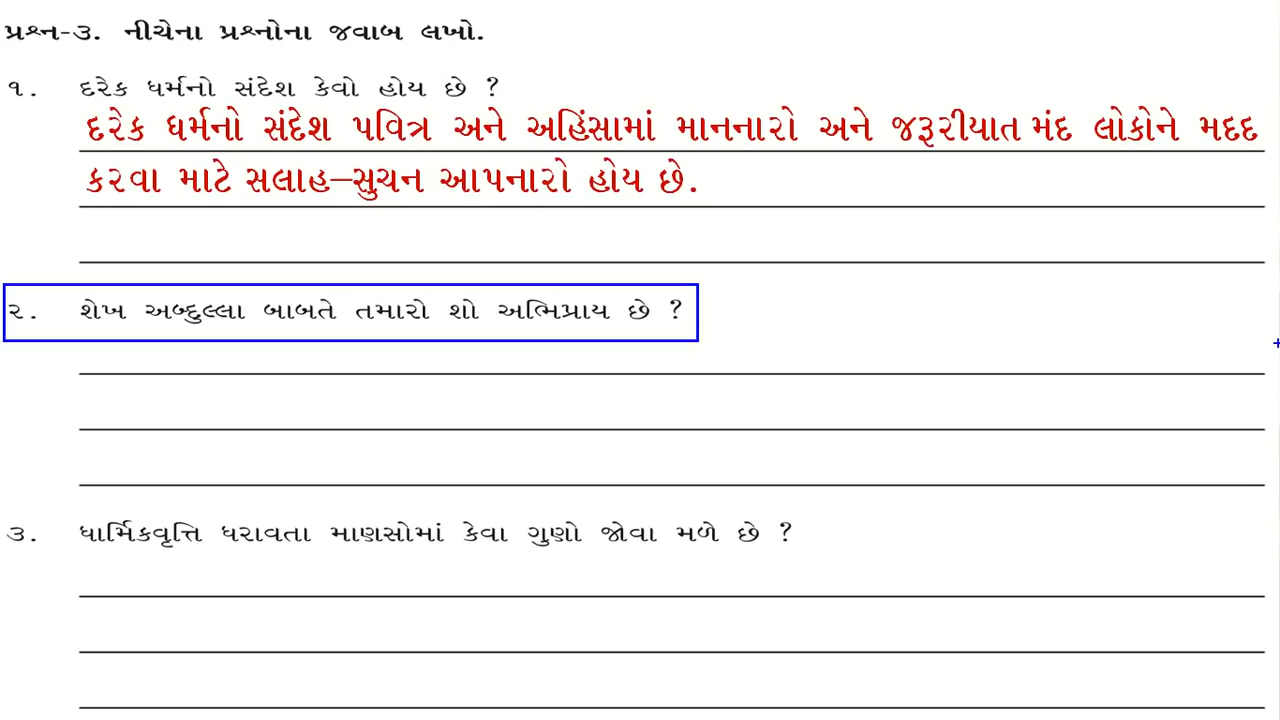 પ્રશ્ન-૩. નીચેના પ્રશ્નોના જવાબ લખો.
૧. દરેક ધર્મનો સંદેશ કેવો હોય છે ?
દરેક ધર્મનો સંદેશ પવિત્ર અને અહિંસામાં માનનારો અને જરૂરીયાત મંદ લોકોને મદદ
કરવા માટે સલાહ–સુચન આપનારો હોય છે.
૨. શેખ અબ્દુલ્લા બાબતે તમારો શો અભિપ્રાય છે ?
૩. ધાર્મિકવૃત્તિ ધરાવતા માણસોમાં કેવા ગુણો જોવા મળે છે ?